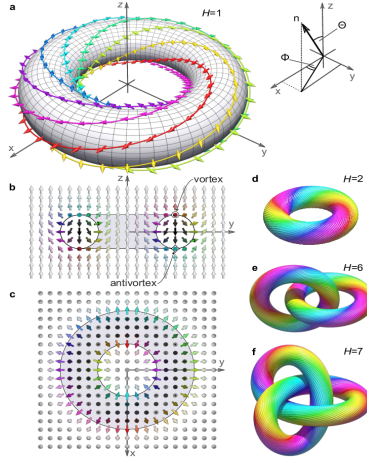 a
z
H=1
x
y
n
Θ
Φ
z
x
y
b
z
vortex
y
antivortex
c
y
x
d
H=2
e
H=6
f
H=7